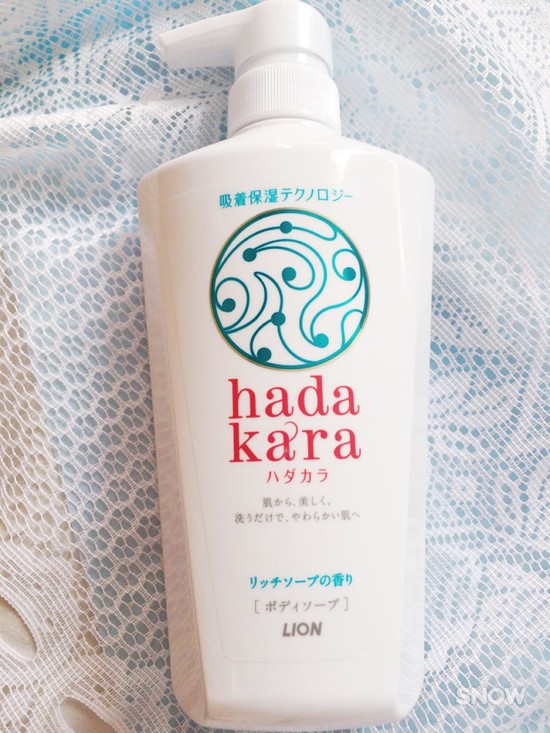 吸着保湿テクノロジー
hada
kara
ハダカラ
肌から、美しく。
洗うだけで、やわらかい肌へ
リッチソープの香り
[ ボディソープ ]
LION
SNOW